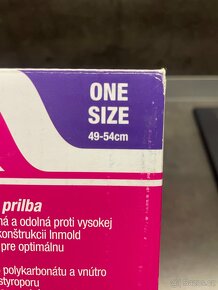 ONE
SIZE
49-54cm
prilba
ná a odolná proti vysokej
konštrukcii Inmold
pre optimálnu
polykarbonátu a vnútro
styroporu